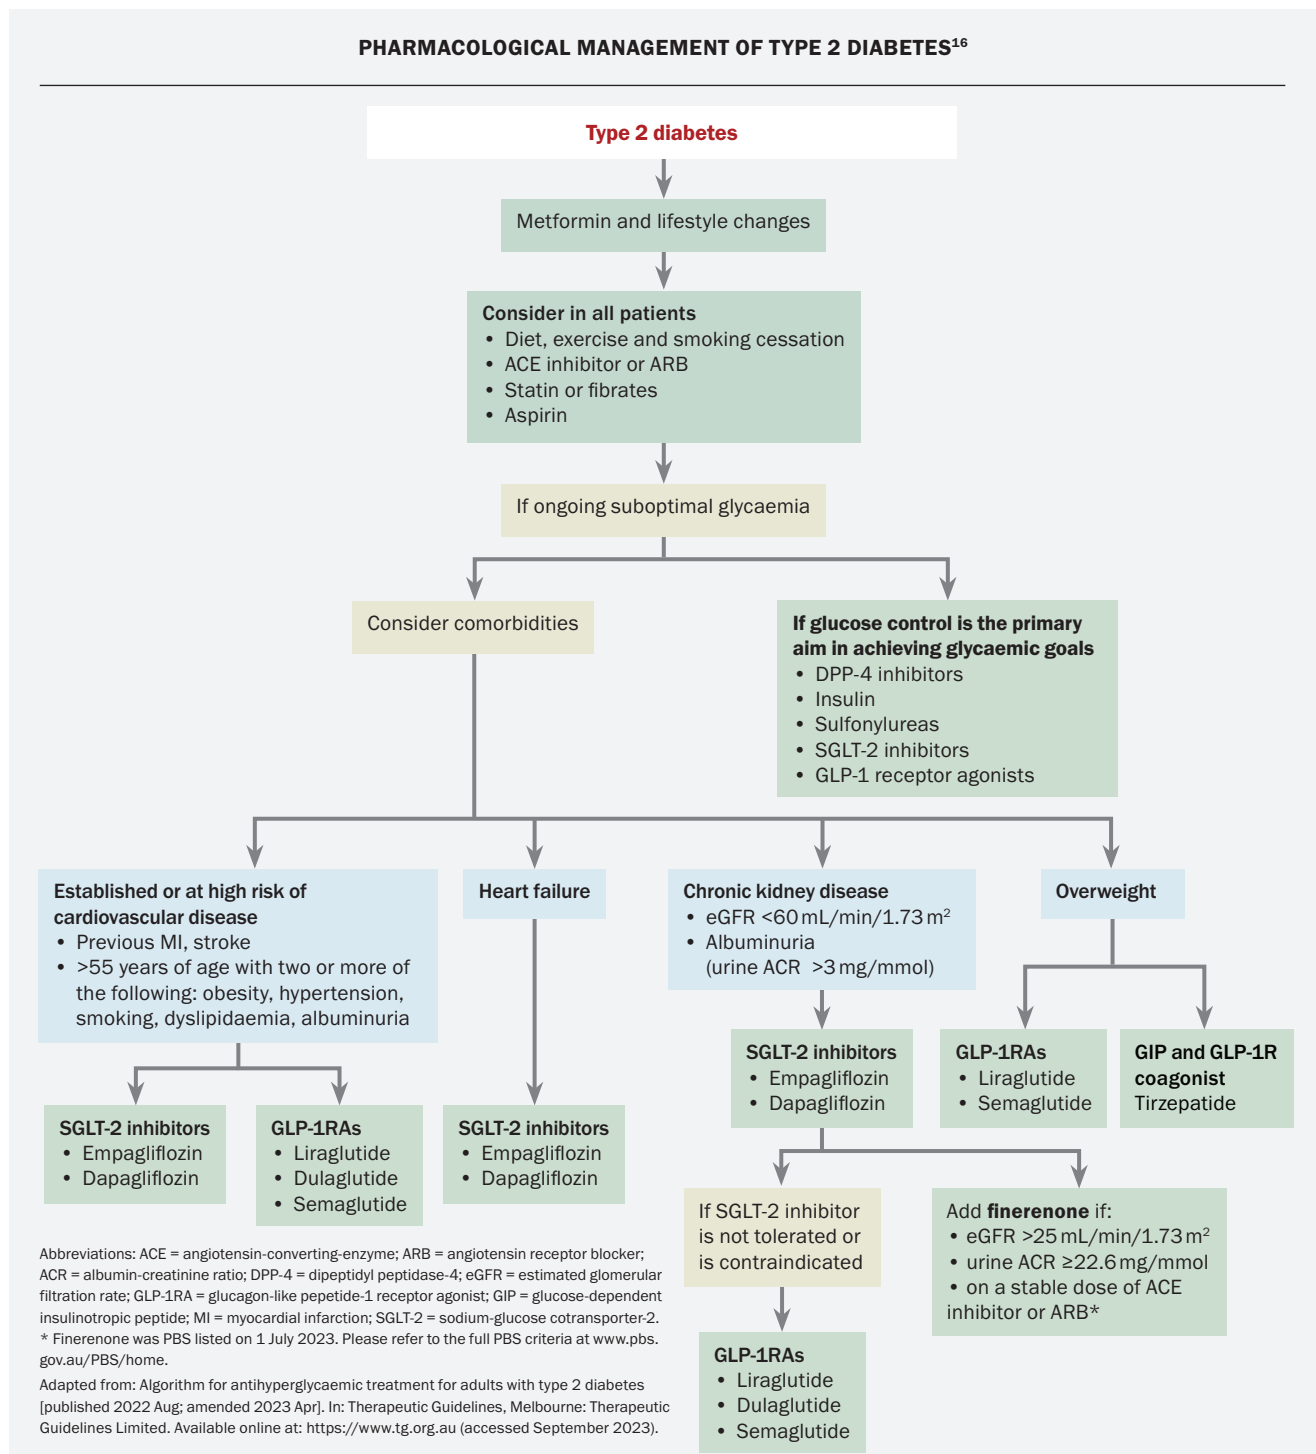 PHARMACOLOGICAL MANAGEMENT OF TYPE 2 DIABETES¹⁶
Type 2 diabetes
Metformin and lifestyle changes
Consider in all patients
• Diet, exercise and smoking cessation
• ACE inhibitor or ARB
• Statin or fibrates
• Aspirin
If ongoing suboptimal glycaemia
Consider comorbidities
If glucose control is the primary
aim in achieving glycaemic goals
• DPP-4 inhibitors
• Insulin
• Sulfonylureas
• SGLT-2 inhibitors
• GLP-1 receptor agonists
Established or at high risk of
cardiovascular disease
• Previous MI, stroke
• >55 years of age with two or more of
the following: obesity, hypertension,
smoking, dyslipidaemia, albuminuria
Heart failure
Chronic kidney disease
• eGFR <60 mL/min/1.73 m²
• Albuminuria
(urine ACR >3 mg/mmol)
Overweight
SGLT-2 inhibitors
• Empagliflozin
• Dapagliflozin
GLP-1RAs
• Liraglutide
• Dulaglutide
• Semaglutide
SGLT-2 inhibitors
• Empagliflozin
• Dapagliflozin
SGLT-2 inhibitors
• Empagliflozin
• Dapagliflozin
GLP-1RAs
• Liraglutide
• Semaglutide
GIP and GLP-1R
coagonist
Tirzepatide
If SGLT-2 inhibitor
is not tolerated or
is contraindicated
Add finerenone if:
• eGFR >25 mL/min/1.73 m²
• urine ACR ≥22.6 mg/mmol
• on a stable dose of ACE
inhibitor or ARB*
GLP-1RAs
• Liraglutide
• Dulaglutide
• Semaglutide
Abbreviations: ACE = angiotensin-converting-enzyme; ARB = angiotensin receptor blocker;
ACR = albumin-creatinine ratio; DPP-4 = dipeptidyl peptidase-4; eGFR = estimated glomerular
filtration rate; GLP-1RA = glucagon-like pepetide-1 receptor agonist; GIP = glucose-dependent
insulinotropic peptide; MI = myocardial infarction; SGLT-2 = sodium-glucose cotransporter-2.
* Finerenone was PBS listed on 1 July 2023. Please refer to the full PBS criteria at www.pbs.
gov.au/PBS/home.
Adapted from: Algorithm for antihyperglycaemic treatment for adults with type 2 diabetes
[published 2022 Aug; amended 2023 Apr]. In: Therapeutic Guidelines, Melbourne: Therapeutic
Guidelines Limited. Available online at: https://www.tg.org.au (accessed September 2023).